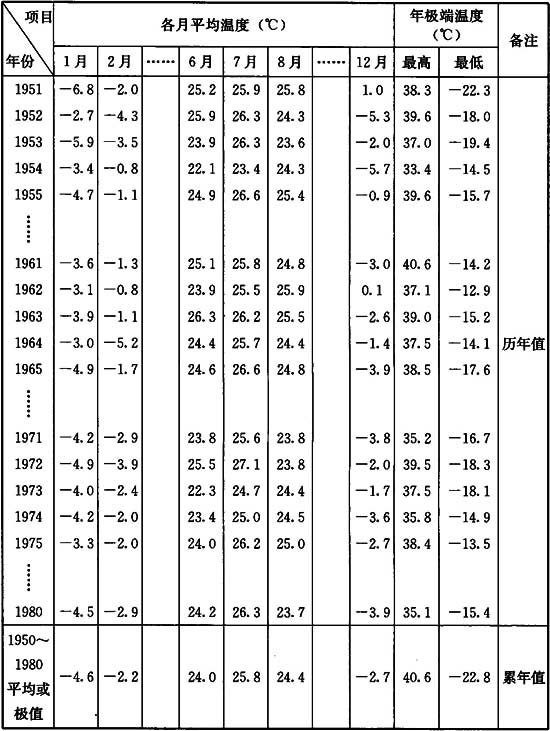 项目 各月平均温度（℃） 年极端温度（℃） 备注
年份 1月 2月 …… 6月 7月 8月 …… 12月 最高 最低
1951 −6.8 −2.0 25.2 25.9 25.8 1.0 38.3 −22.3
1952 −2.7 −4.3 25.9 26.3 24.3 −5.3 39.6 −18.0
1953 −5.9 −3.5 23.9 26.3 23.6 −2.0 37.0 −19.4
1954 −3.4 −0.8 22.1 23.4 24.3 −5.7 33.4 −14.5
1955 −4.7 −1.1 24.9 26.6 25.4 −0.9 39.6 −15.7
……
1961 −3.6 −1.3 25.1 25.8 24.8 −3.0 40.6 −14.2
1962 −3.1 −0.8 23.9 25.5 25.9 0.1 37.1 −12.9
1963 −3.9 −1.1 26.3 26.2 25.5 −2.6 39.0 −15.2
1964 −3.0 −5.2 24.4 25.7 24.4 −1.4 37.5 −14.1 历年值
1965 −4.9 −1.7 24.6 26.6 24.8 −3.9 38.5 −17.6
……
1971 −4.2 −2.9 23.8 25.6 23.8 −3.8 35.2 −16.7
1972 −4.9 −3.9 25.5 27.1 23.8 −2.0 39.5 −18.3
1973 −4.0 −2.4 22.3 24.7 24.4 −1.7 37.5 −18.1
1974 −4.2 −2.0 23.4 25.0 24.5 −3.6 35.8 −14.9
1975 −3.3 −2.0 24.0 26.2 25.0 −2.7 38.4 −13.5
……
1980 −4.5 −2.9 24.2 26.3 23.7 −3.9 35.1 −15.4
1950～
1980
平均或 −4.6 −2.2 24.0 25.8 24.4 −2.7 40.6 −22.8 累年值
极值